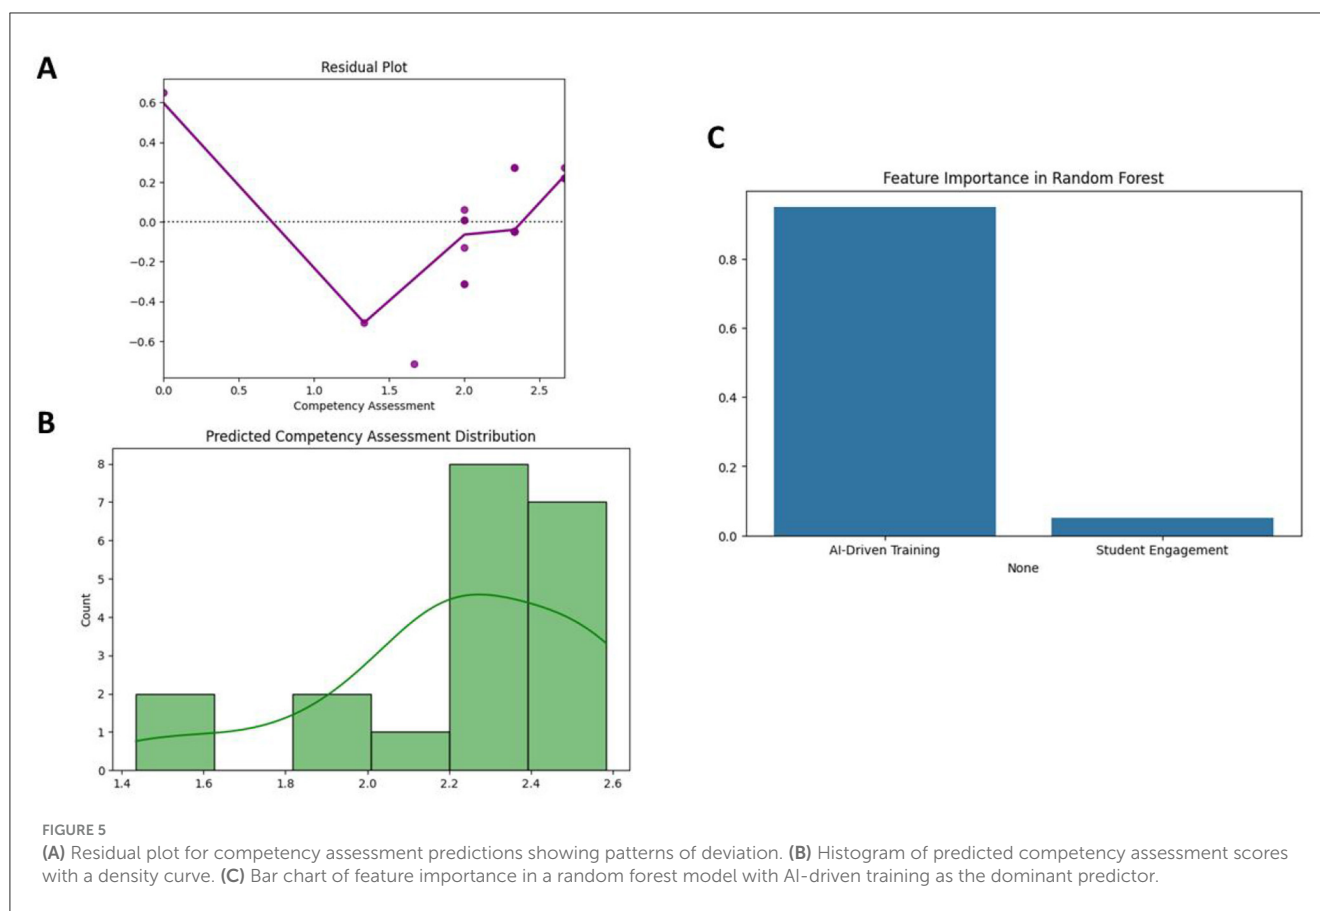 A
Residual Plot
0.6
0.4
0.2
0.0
−0.2
−0.4
−0.6
0.0 0.5 1.0 1.5 2.0 2.5
Competency Assessment
B
Predicted Competency Assessment Distribution
8
7
6
5
4
3
2
1
0
Count
1.4 1.6 1.8 2.0 2.2 2.4 2.6
C
Feature Importance in Random Forest
0.8
0.6
0.4
0.2
0.0
AI-Driven Training Student Engagement
None
FIGURE 5
(A) Residual plot for competency assessment predictions showing patterns of deviation. (B) Histogram of predicted competency assessment scores
with a density curve. (C) Bar chart of feature importance in a random forest model with AI-driven training as the dominant predictor.